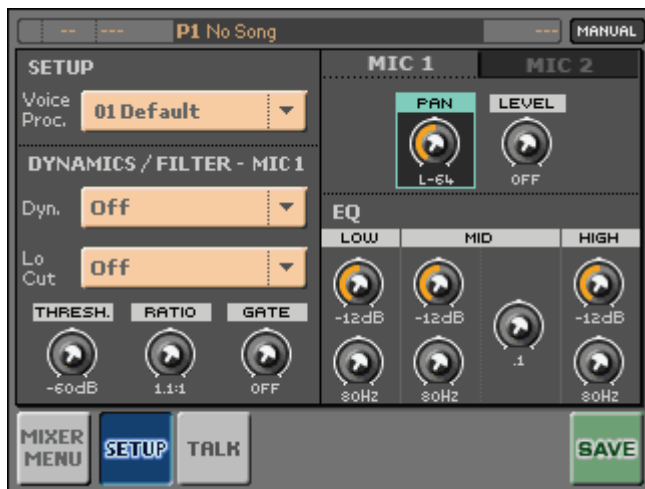 -- --- P1 No Song --- MANUAL
SETUP
Voice Proc. 01 Default
DYNAMICS / FILTER - MIC 1
Dyn. Off
Lo Cut Off
THRESH. RATIO GATE
-60dB 1.1:1 OFF
MIC 1 MIC 2
PAN LEVEL
L-64 OFF
EQ
LOW MID HIGH
-12dB -12dB -12dB
.1
80Hz 80Hz 80Hz
MIXER MENU SETUP TALK SAVE